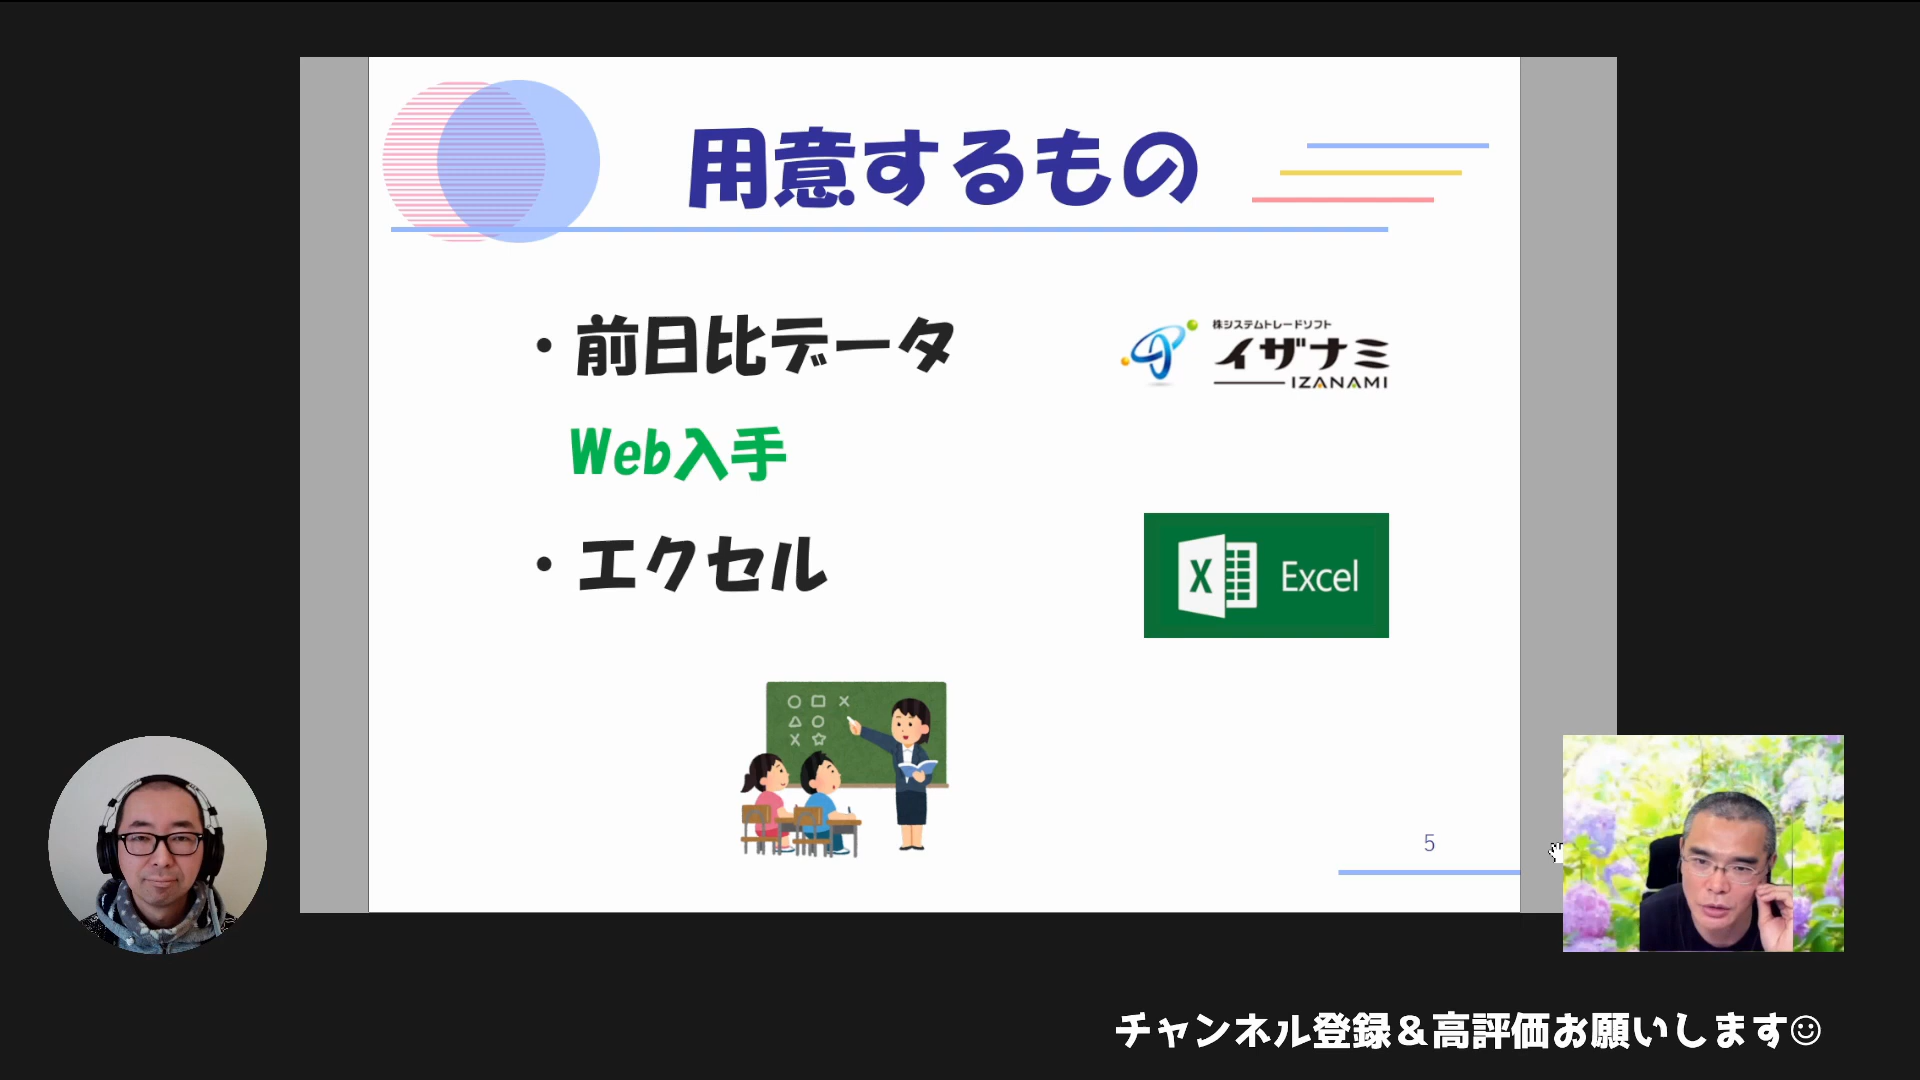 用意するもの
・前日比データ
株システムトレードソフト
イザナミ
IZANAMI
Web入手
・エクセル
X Excel
5
チャンネル登録＆高評価お願いします☺